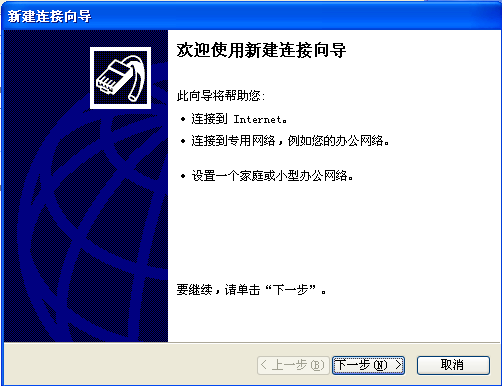 新建连接向导
欢迎使用新建连接向导
此向导将帮助您:
• 连接到 Internet。
• 连接到专用网络，例如您的办公网络。
• 设置一个家庭或小型办公网络。
要继续，请单击“下一步”。
< 上一步(B) 下一步(N) > 取消